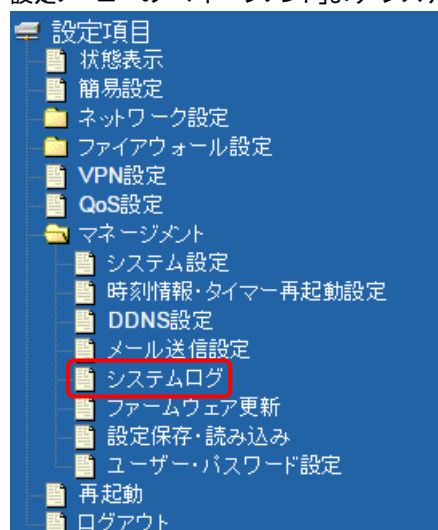 設定項目
状態表示
簡易設定
ネットワーク設定
ファイアウォール設定
VPN設定
QoS設定
マネージメント
システム設定
時刻情報・タイマー再起動設定
DDNS設定
メール送信設定
システムログ
ファームウェア更新
設定保存・読み込み
ユーザー・パスワード設定
再起動
ログアウト